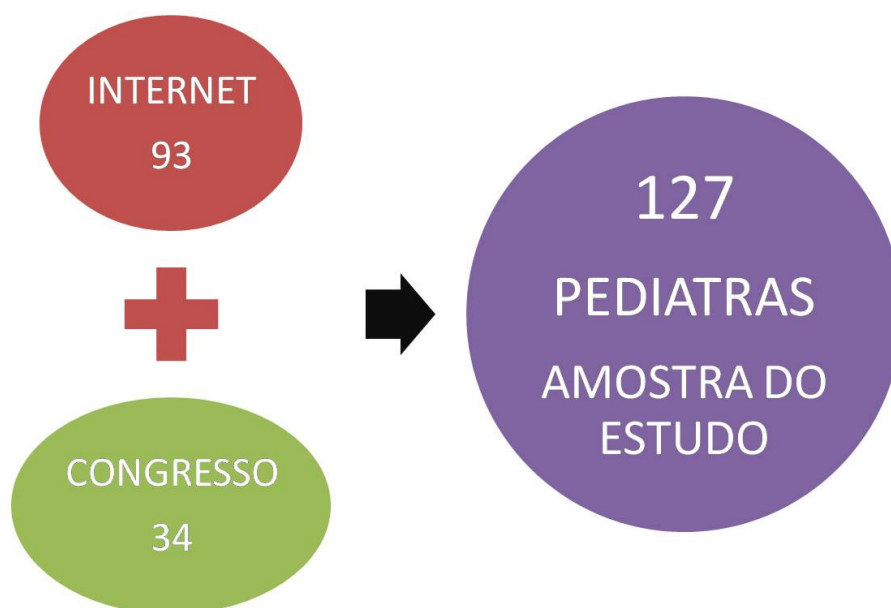 INTERNET
93
CONGRESSO
34
127
PEDIATRAS
AMOSTRA DO
ESTUDO